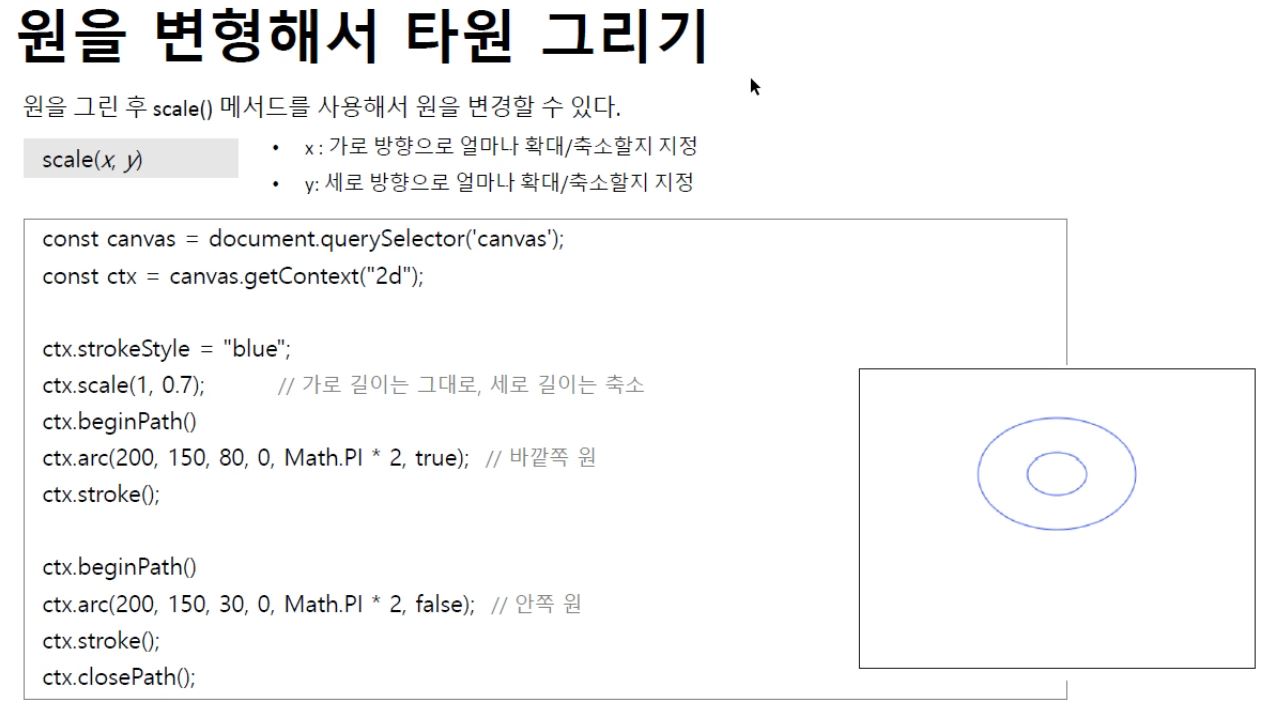 원을 변형해서 타원 그리기
원을 그린 후 scale() 메서드를 사용해서 원을 변경할 수 있다.
scale(x, y)
• x : 가로 방향으로 얼마나 확대/축소할지 지정
• y: 세로 방향으로 얼마나 확대/축소할지 지정
const canvas = document.querySelector('canvas');
const ctx = canvas.getContext("2d");
ctx.strokeStyle = "blue";
ctx.scale(1, 0.7); // 가로 길이는 그대로, 세로 길이는 축소
ctx.beginPath()
ctx.arc(200, 150, 80, 0, Math.PI * 2, true); // 바깥쪽 원
ctx.stroke();
ctx.beginPath()
ctx.arc(200, 150, 30, 0, Math.PI * 2, false); // 안쪽 원
ctx.stroke();
ctx.closePath();